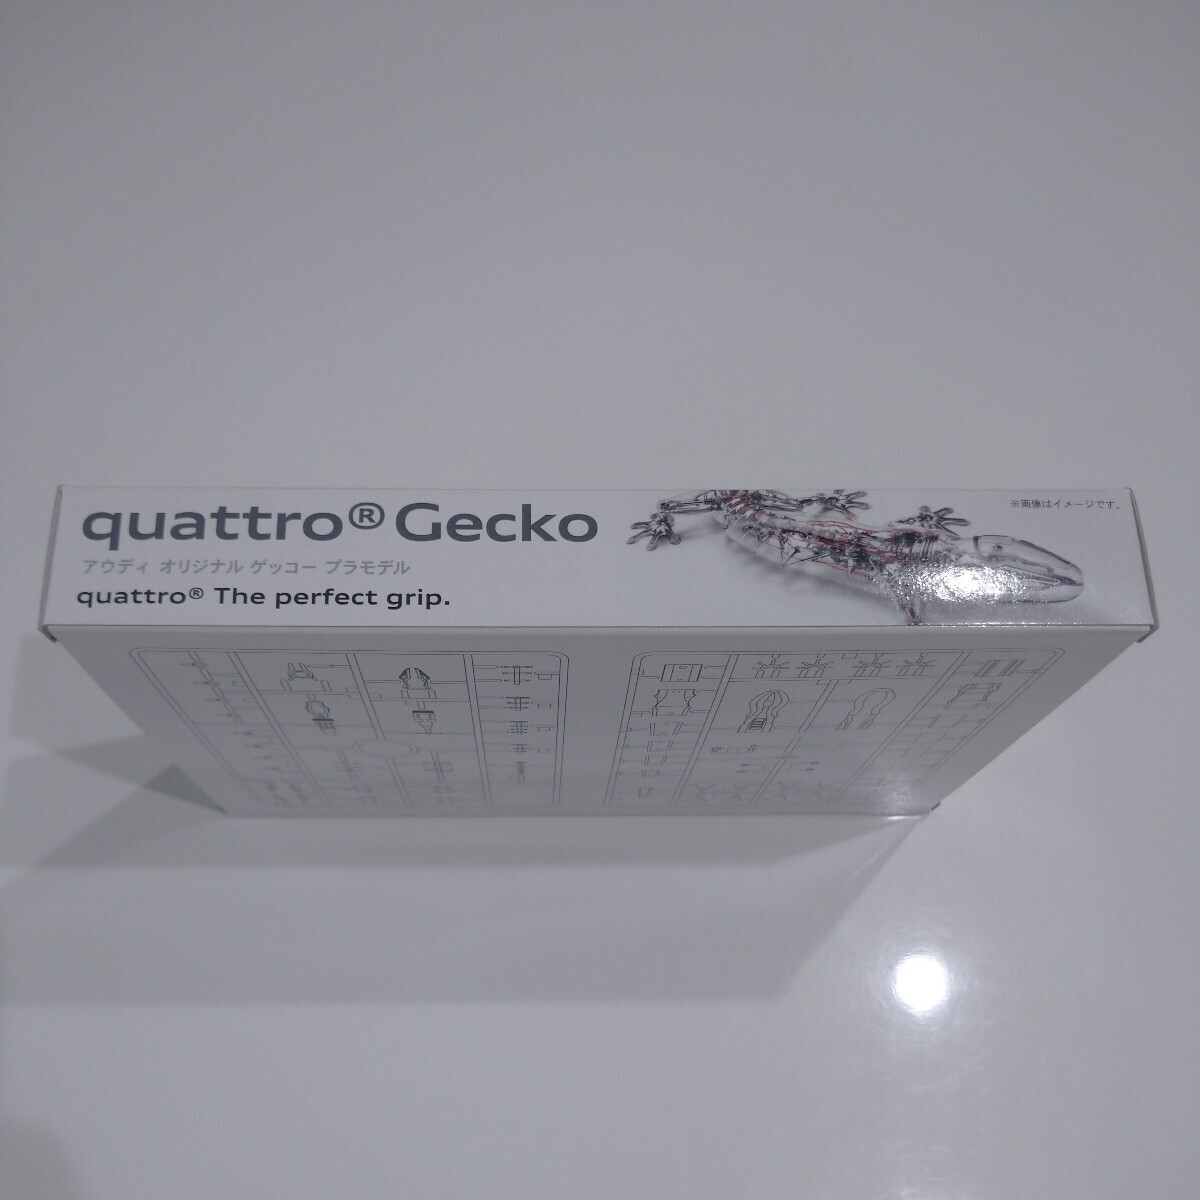 quattro® Gecko
アウディ オリジナル ゲッコー プラモデル
quattro® The perfect grip.
※画像はイメージです。